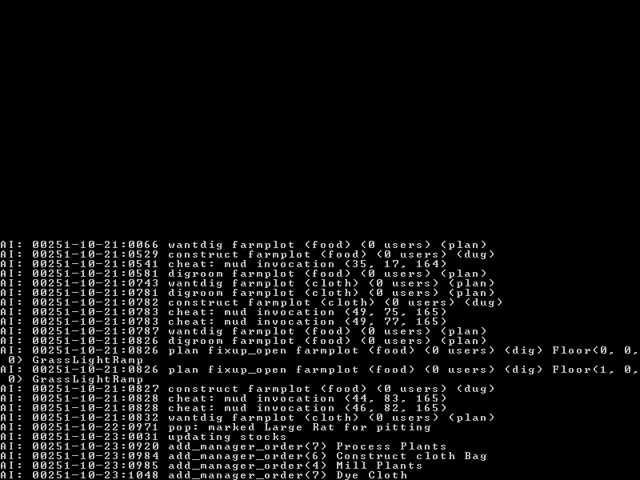 AI: 00251-10-21:0066 wantdig farmplot (food) (0 users) (plan)
AI: 00251-10-21:0529 construct farmplot (food) (0 users) (dug)
AI: 00251-10-21:0541 cheat: mud invocation (35, 17, 164)
AI: 00251-10-21:0581 digroom farmplot (food) (0 users) (plan)
AI: 00251-10-21:0743 wantdig farmplot (cloth) (0 users) (plan)
AI: 00251-10-21:0781 digroom farmplot (cloth) (0 users) (plan)
AI: 00251-10-21:0782 construct farmplot (cloth) (0 users) (dug)
AI: 00251-10-21:0783 cheat: mud invocation (49, 75, 165)
AI: 00251-10-21:0783 cheat: mud invocation (49, 77, 165)
AI: 00251-10-21:0787 wantdig farmplot (food) (0 users) (plan)
AI: 00251-10-21:0826 digroom farmplot (food) (0 users) (plan)
AI: 00251-10-21:0826 plan fixup_open farmplot (food) (0 users) (dig) Floor(0, 0,
 0) GrassLightRamp
AI: 00251-10-21:0826 plan fixup_open farmplot (food) (0 users) (dig) Floor(1, 0,
 0) GrassLightRamp
AI: 00251-10-21:0827 construct farmplot (food) (0 users) (dug)
AI: 00251-10-21:0828 cheat: mud invocation (44, 83, 165)
AI: 00251-10-21:0828 cheat: mud invocation (46, 82, 165)
AI: 00251-10-21:0832 wantdig farmplot (cloth) (0 users) (plan)
AI: 00251-10-22:0971 pop: marked Large Rat for pitting
AI: 00251-10-23:0031 updating stocks
AI: 00251-10-23:0920 add_manager_order(7) Process Plants
AI: 00251-10-23:0984 add_manager_order(6) Construct cloth Bag
AI: 00251-10-23:0985 add_manager_order(4) Mill Plants
AI: 00251-10-23:1048 add_manager_order(7) Dye Cloth